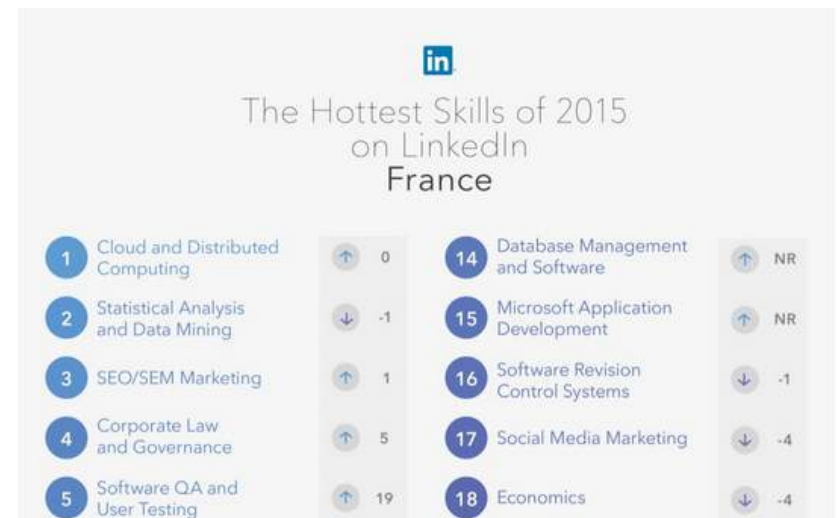 in
The Hottest Skills of 2015
on LinkedIn
France
1 Cloud and Distributed
Computing
↑ 0
2 Statistical Analysis
and Data Mining
↓ -1
3 SEO/SEM Marketing
↑ 1
4 Corporate Law
and Governance
↑ 5
5 Software QA and
User Testing
↑ 19
14 Database Management
and Software
↑ NR
15 Microsoft Application
Development
↑ NR
16 Software Revision
Control Systems
↓ -1
17 Social Media Marketing
↓ -4
18 Economics
↓ -4